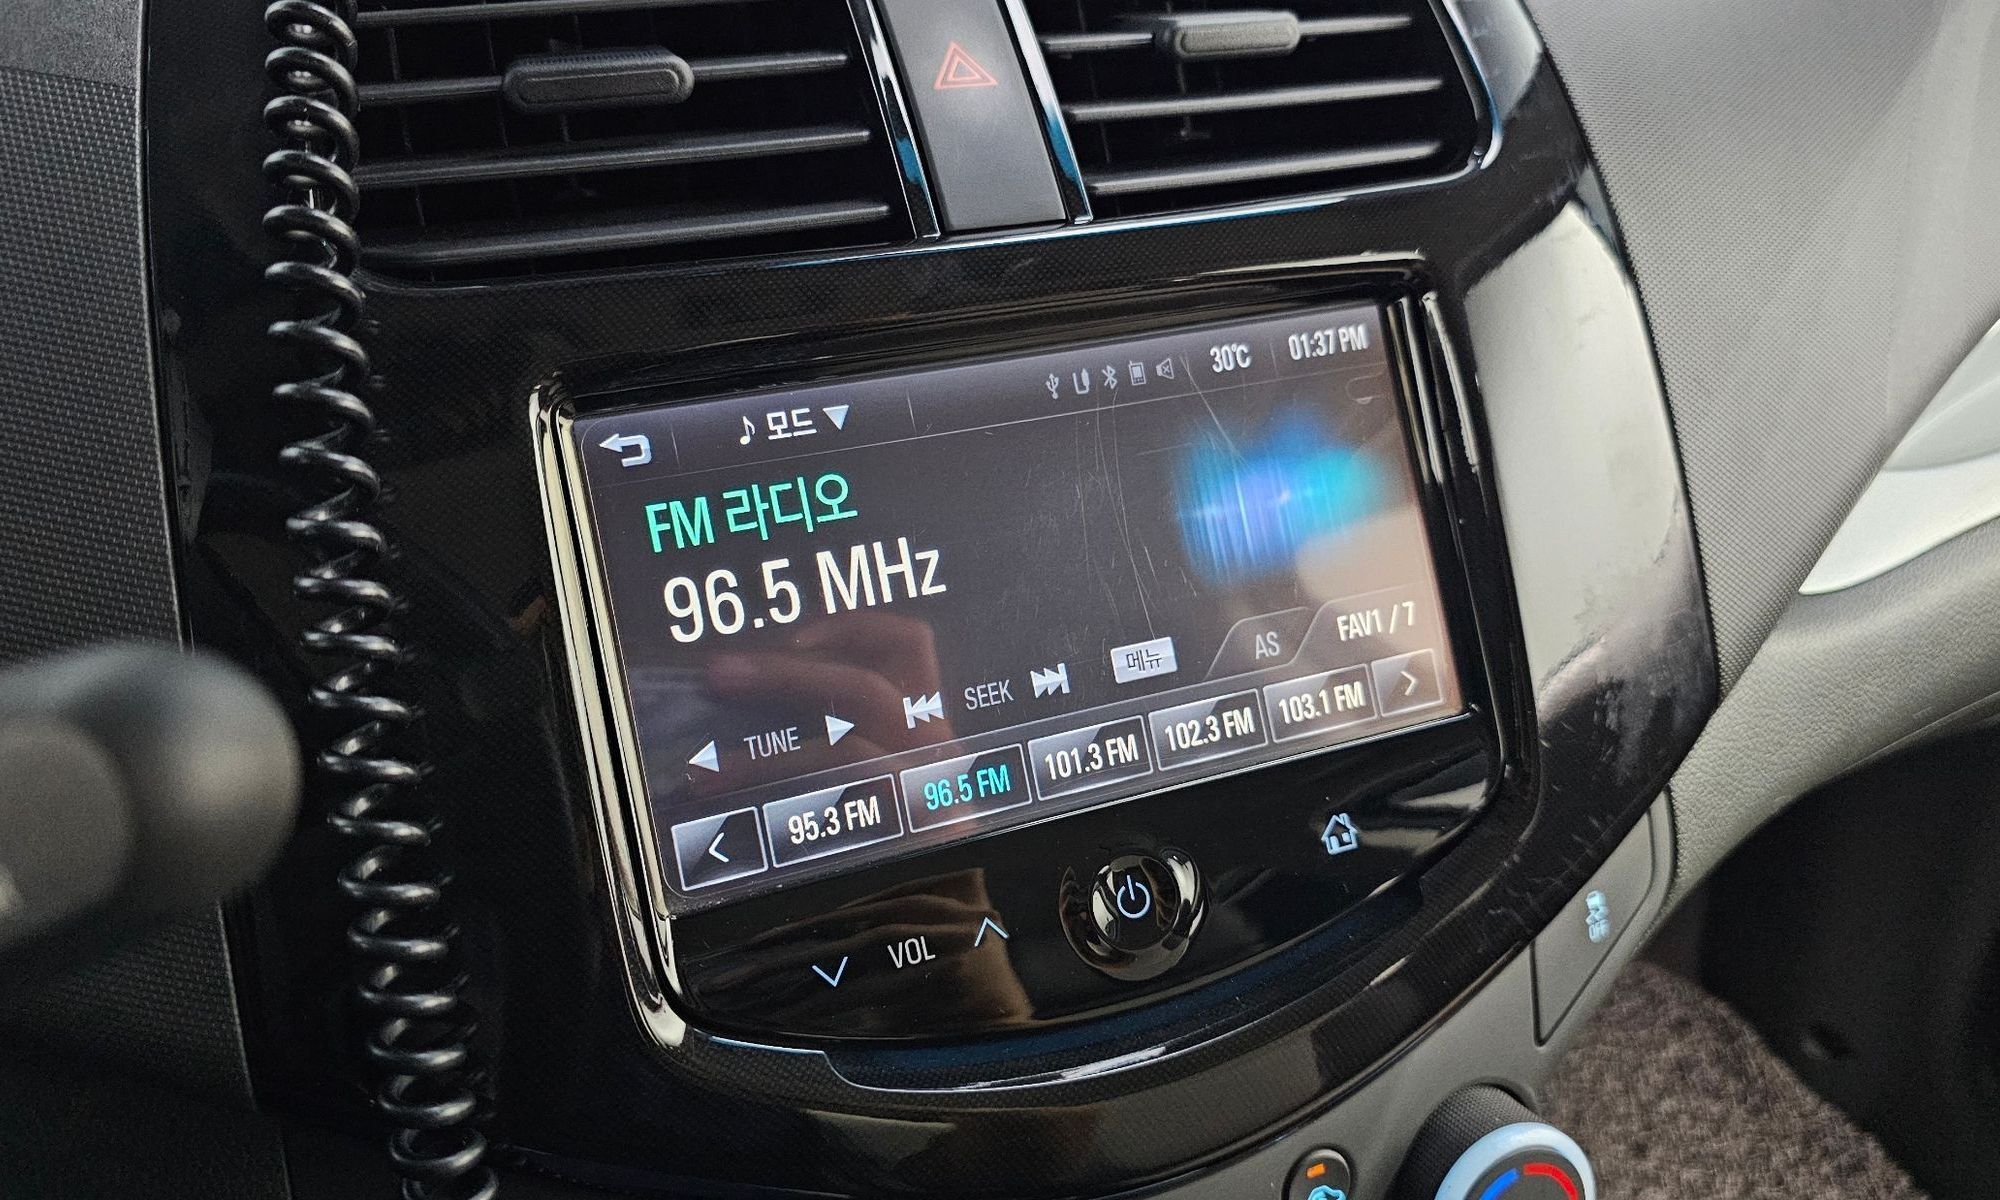 30℃ 01:37 PM
♪ 모드 ▼
FM 라디오
96.5 MHz
TUNE SEEK 메뉴 AS FAV1 / 7
< 95.3 FM 96.5 FM 101.3 FM 102.3 FM 103.1 FM >
VOL
OFF